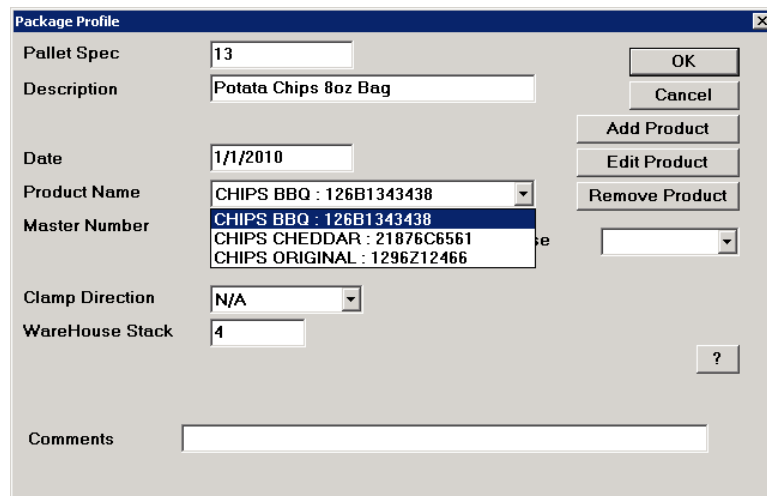 Package Profile
Pallet Spec 13 OK
Description Potata Chips 8oz Bag Cancel
Add Product
Date 1/1/2010 Edit Product
Product Name CHIPS BBQ : 126B1343438 Remove Product
Master Number CHIPS BBQ : 126B1343438
CHIPS CHEDDAR : 21876C6561 se
CHIPS ORIGINAL : 1296Z12466
Clamp Direction N/A
WareHouse Stack 4
?
Comments